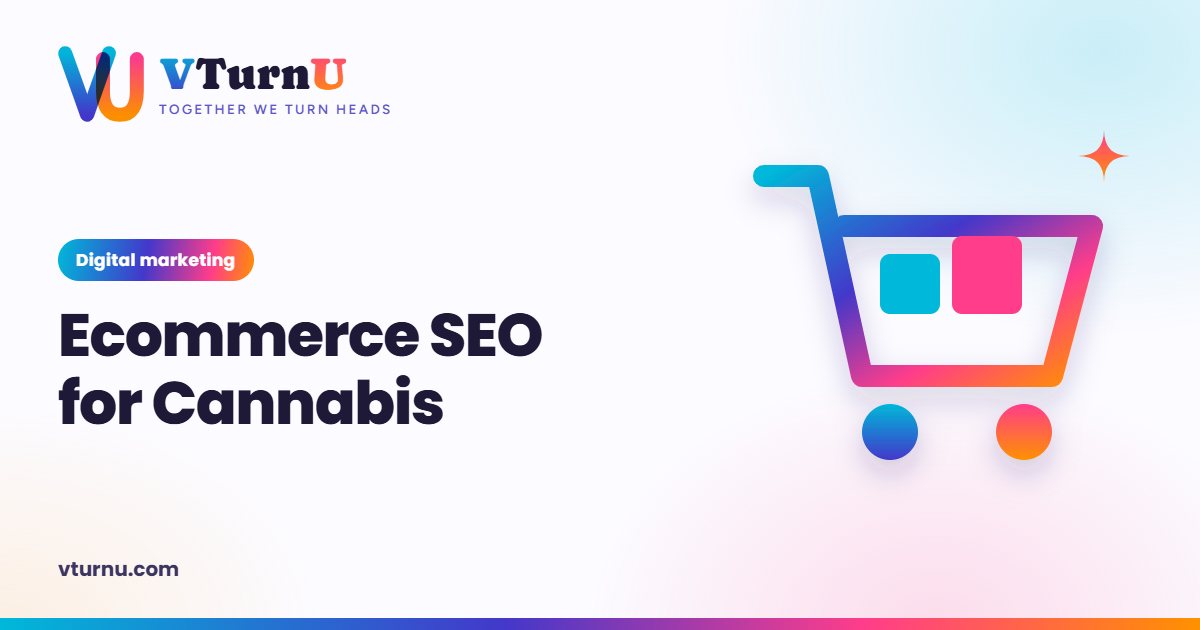 VTurnU
TOGETHER WE TURN HEADS
Digital marketing
Ecommerce SEO
for Cannabis
vturnu.com